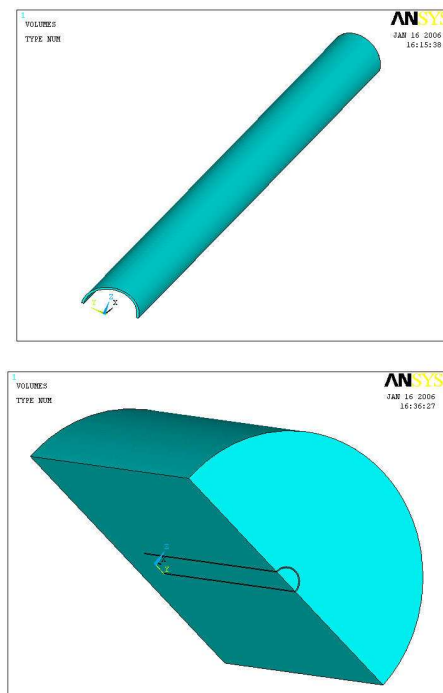 1
VOLUMES
TYPE NUM
ANSYS
JAN 16 2006
16:15:38
Z
X
1
VOLUMES
TYPE NUM
ANSYS
JAN 16 2006
16:36:27